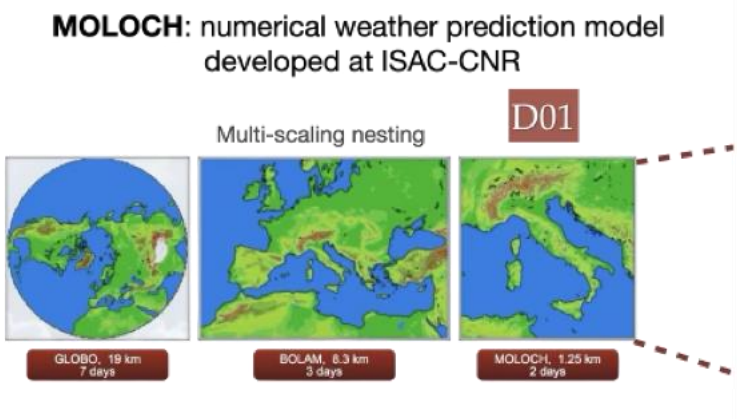 MOLOCH: numerical weather prediction model
developed at ISAC-CNR
D01
Multi-scaling nesting
GLOBO, 19 km
7 days
BOLAM, 8.3 km
3 days
MOLOCH, 1.25 km
2 days